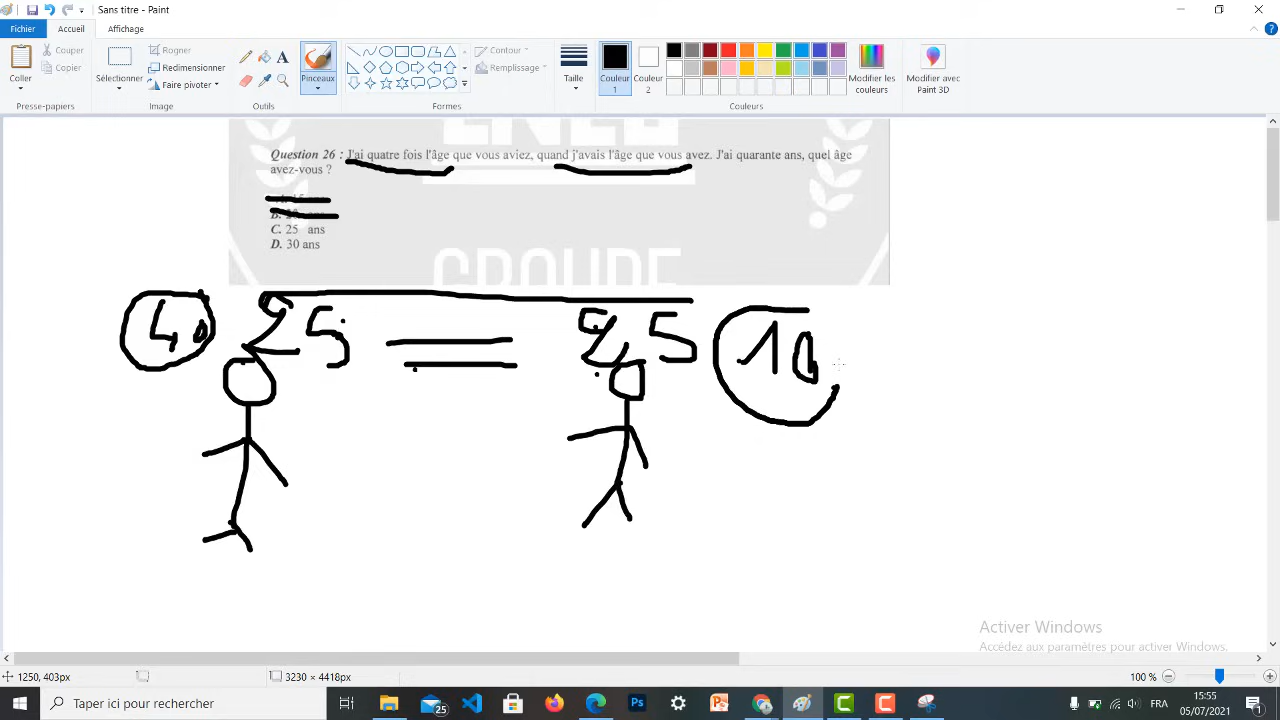 Sans titre - Paint
Fichier Accueil Affichage
Coller
Couper
Copier
Presse-papiers
Sélectionner
Rogner
Redimensionner
Faire pivoter
Image
Outils
Pinceaux
Contour
Remplissage
Formes
Taille
Couleur 1
Couleur 2
Couleurs
Modifier les couleurs
Modifier avec Paint 3D
Question 26 : J'ai quatre fois l'âge que vous aviez, quand j'avais l'âge que vous avez. J'ai quarante ans, quel âge
avez-vous ?
C. 25 ans
D. 30 ans
GROUPE
40 25 = 25 10
Activer Windows
Accédez aux paramètres pour activer Windows.
1250, 403px 3230 × 4418px 100 %
Taper ici pour rechercher 25 Ps FRA 15:55
05/07/2021